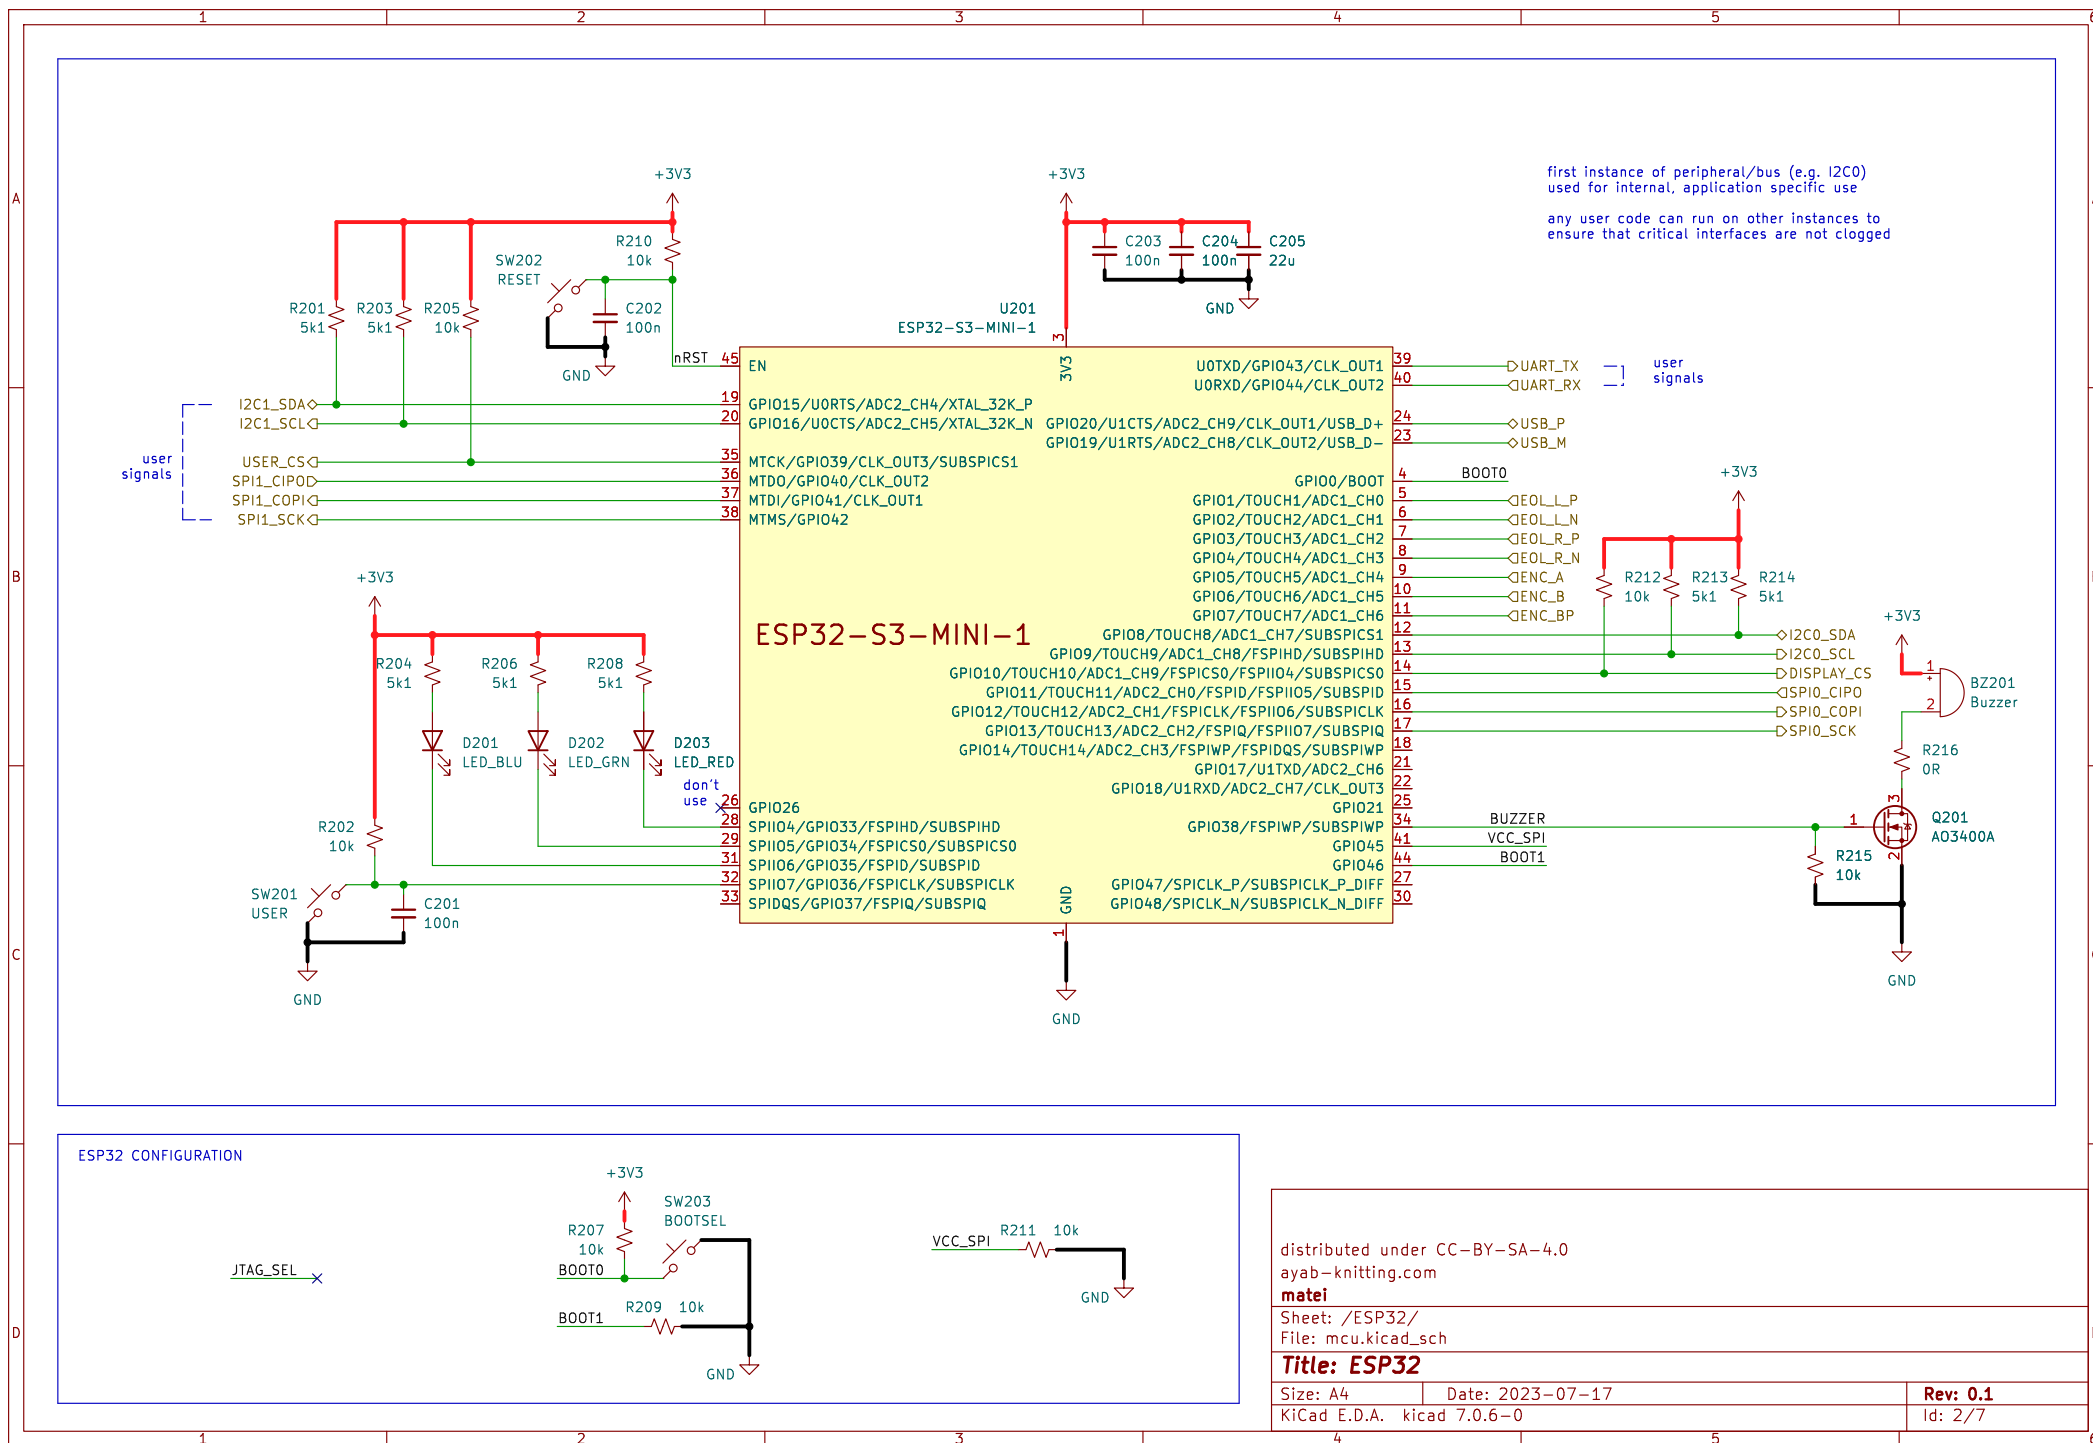 1 2 3 4 5
A
B
C
D
first instance of peripheral/bus (e.g. I2C0)
used for internal, application specific use
any user code can run on other instances to
ensure that critical interfaces are not clogged
+3V3
R210
10k
SW202
RESET
C202
100n
GND
nRST
R201
5k1
R203
5k1
R205
10k
+3V3
C203
100n
C204
100n
C205
22u
GND
U201
ESP32-S3-MINI-1
user
signals
I2C1_SDA
I2C1_SCL
USER_CS
SPI1_CIPO
SPI1_COPI
SPI1_SCK
45 EN
19 GPIO15/U0RTS/ADC2_CH4/XTAL_32K_P
20 GPIO16/U0CTS/ADC2_CH5/XTAL_32K_N
35 MTCK/GPIO39/CLK_OUT3/SUBSPICS1
36 MTDO/GPIO40/CLK_OUT2
37 MTDI/GPIO41/CLK_OUT1
38 MTMS/GPIO42
ESP32-S3-MINI-1
26 GPIO26
28 SPIIO4/GPIO33/FSPIHD/SUBSPIHD
29 SPIIO5/GPIO34/FSPICS0/SUBSPICS0
31 SPIIO6/GPIO35/FSPID/SUBSPID
32 SPIIO7/GPIO36/FSPICLK/SUBSPICLK
33 SPIDQS/GPIO37/FSPIQ/SUBSPIQ
3 3V3
1 GND
GND
U0TXD/GPIO43/CLK_OUT1 39 UART_TX
U0RXD/GPIO44/CLK_OUT2 40 UART_RX
user
signals
GPIO20/U1CTS/ADC2_CH9/CLK_OUT1/USB_D+ 24 USB_P
GPIO19/U1RTS/ADC2_CH8/CLK_OUT2/USB_D- 23 USB_M
GPIO0/BOOT 4 BOOT0
GPIO1/TOUCH1/ADC1_CH0 5 EOL_L_P
GPIO2/TOUCH2/ADC1_CH1 6 EOL_L_N
GPIO3/TOUCH3/ADC1_CH2 7 EOL_R_P
GPIO4/TOUCH4/ADC1_CH3 8 EOL_R_N
GPIO5/TOUCH5/ADC1_CH4 9 ENC_A
GPIO6/TOUCH6/ADC1_CH5 10 ENC_B
GPIO7/TOUCH7/ADC1_CH6 11 ENC_BP
GPIO8/TOUCH8/ADC1_CH7/SUBSPICS1 12 I2C0_SDA
GPIO9/TOUCH9/ADC1_CH8/FSPIHD/SUBSPIHD 13 I2C0_SCL
GPIO10/TOUCH10/ADC1_CH9/FSPICS0/FSPIIO4/SUBSPICS0 14 DISPLAY_CS
GPIO11/TOUCH11/ADC2_CH0/FSPID/FSPIIO5/SUBSPID 15 SPI0_CIPO
GPIO12/TOUCH12/ADC2_CH1/FSPICLK/FSPIIO6/SUBSPICLK 16 SPI0_COPI
GPIO13/TOUCH13/ADC2_CH2/FSPIQ/FSPIIO7/SUBSPIQ 17 SPI0_SCK
GPIO14/TOUCH14/ADC2_CH3/FSPIWP/FSPIDQS/SUBSPIWP 18
GPIO17/U1TXD/ADC2_CH6 21
GPIO18/U1RXD/ADC2_CH7/CLK_OUT3 22
GPIO21 25
GPIO38/FSPIWP/SUBSPIWP 34 BUZZER
GPIO45 41 VCC_SPI
GPIO46 44 BOOT1
GPIO47/SPICLK_P/SUBSPICLK_P_DIFF 27
GPIO48/SPICLK_N/SUBSPICLK_N_DIFF 30
+3V3
R212
10k
R213
5k1
R214
5k1
+3V3
1
+
2
BZ201
Buzzer
R216
0R
3
1
2
Q201
AO3400A
R215
10k
GND
+3V3
R204
5k1
R206
5k1
R208
5k1
D201
LED_BLU
D202
LED_GRN
D203
LED_RED
don't
use
R202
10k
SW201
USER
C201
100n
GND
ESP32 CONFIGURATION
JTAG_SEL
+3V3
R207
10k
SW203
BOOTSEL
BOOT0
R209 10k
BOOT1
GND
VCC_SPI
R211 10k
GND
distributed under CC-BY-SA-4.0
ayab-knitting.com
matei
Sheet: /ESP32/
File: mcu.kicad_sch
Title: ESP32
Size: A4 Date: 2023-07-17 Rev: 0.1
KiCad E.D.A. kicad 7.0.6-0 Id: 2/7
1 2 3 4 5